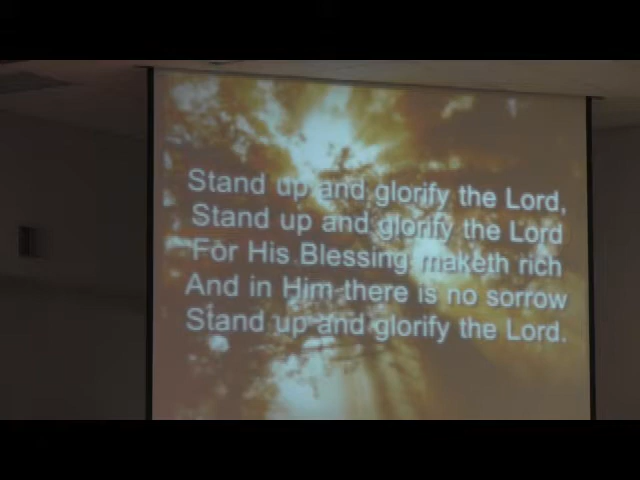 Stand up and glorify the Lord,
Stand up and glorify the Lord
For His Blessing maketh rich
And in Him there is no sorrow
Stand up and glorify the Lord.